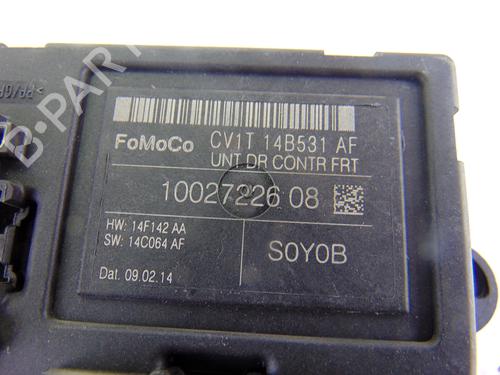 FoMoCo CV1T 14B531 AF
UNT DR CONTR FRT
10027226 08
HW: 14F142 AA
SW: 14C064 AF
S0Y0B
Dat. 09.02.14
B-PARTS